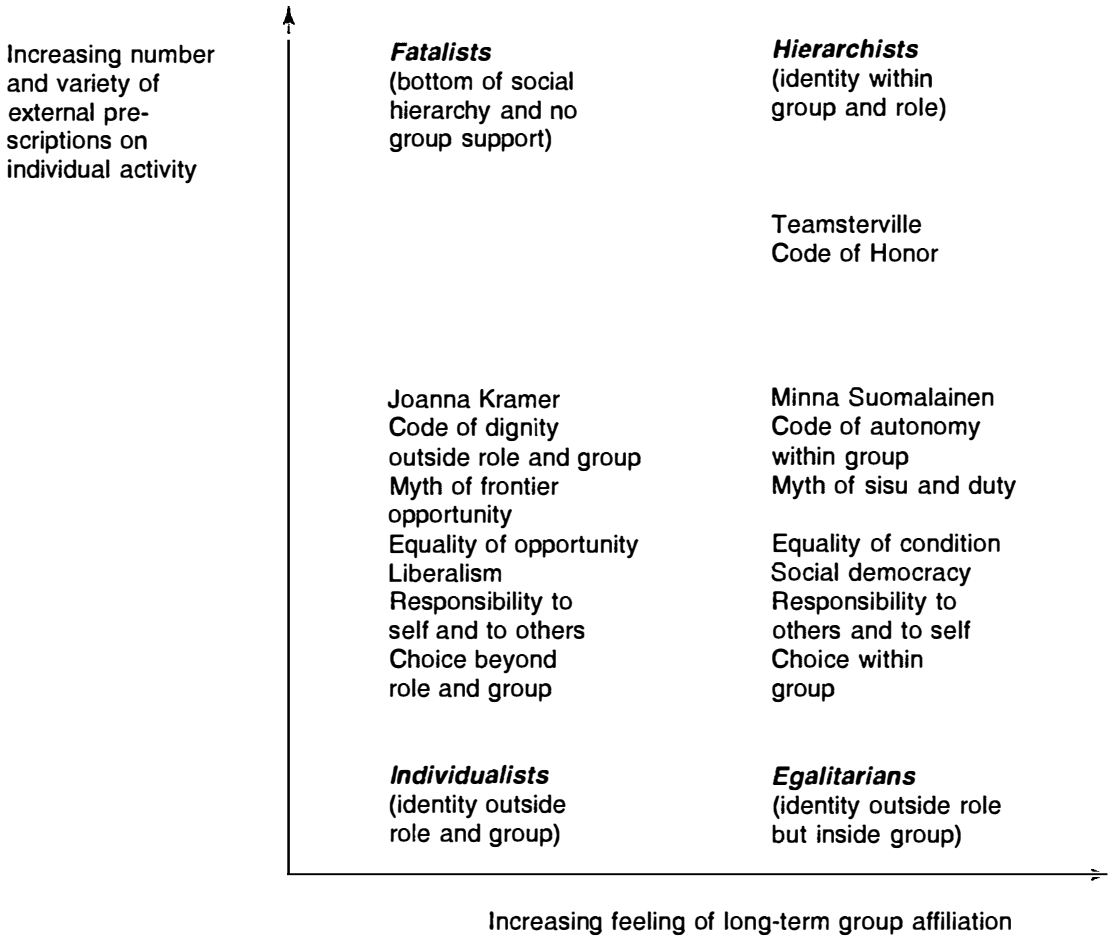 Increasing number
and variety of
external pre-
scriptions on
individual activity
Fatalists
(bottom of social
hierarchy and no
group support)
Hierarchists
(identity within
group and role)
Teamsterville
Code of Honor
Joanna Kramer
Code of dignity
outside role and group
Myth of frontier
opportunity
Equality of opportunity
Liberalism
Responsibility to
self and to others
Choice beyond
role and group
Minna Suomalainen
Code of autonomy
within group
Myth of sisu and duty
Equality of condition
Social democracy
Responsibility to
others and to self
Choice within
group
Individualists
(identity outside
role and group)
Egalitarians
(identity outside role
but inside group)
Increasing feeling of long-term group affiliation